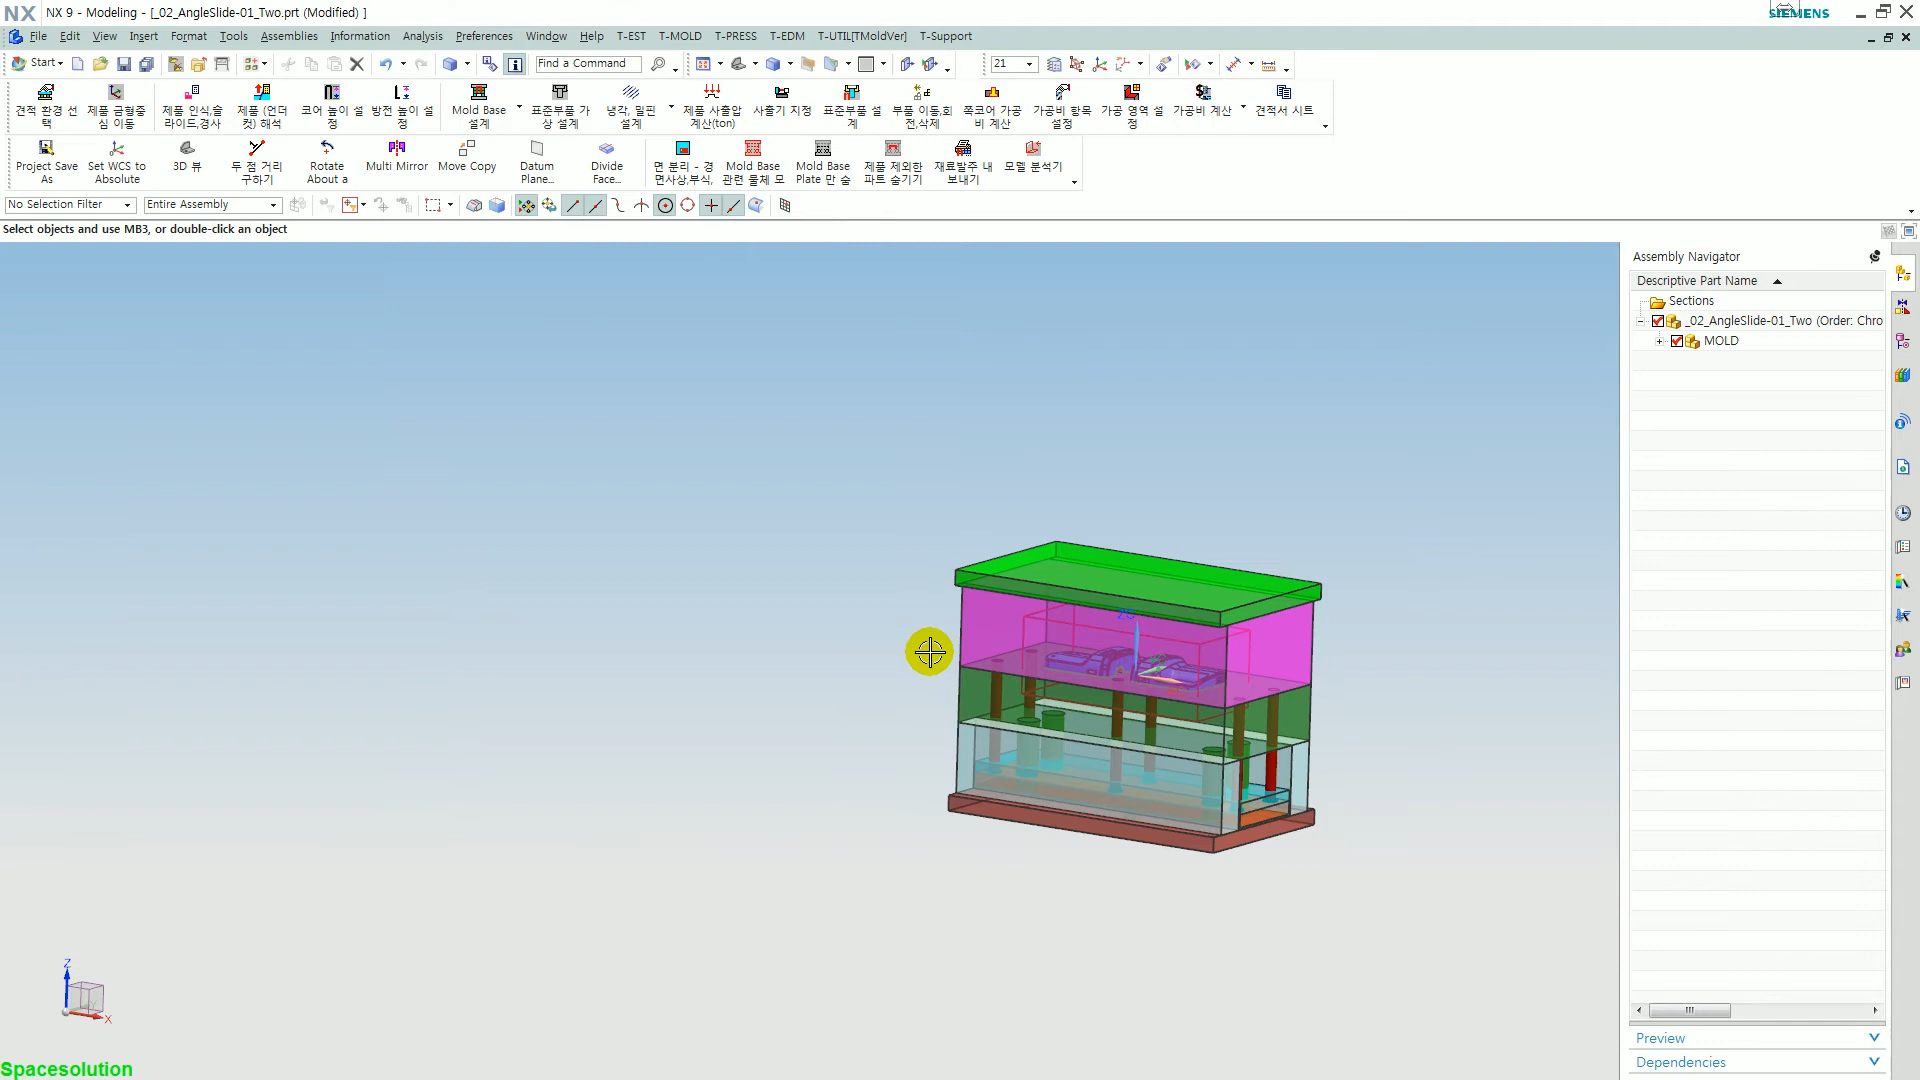 NX NX 9 - Modeling - [_02_AngleSlide-01_Two.prt (Modified) ]
SIEMENS
File Edit View Insert Format Tools Assemblies Information Analysis Preferences Window Help T-EST T-MOLD T-PRESS T-EDM T-UTIL[TMoldVer] T-Support
Start Find a Command 21
견적 환경 선택
제품 금형중심 이동
제품 인식,슬라이드,경사
제품 (언더컷) 해석
코어 높이 설정
방전 높이 설정
Mold Base 설계
표준부품 가상 설계
냉각, 밀핀 설계
제품 사출압 계산(ton)
사출기 지정
표준부품 설계
부품 이동,회전,삭제
쪽코어 가공비 계산
가공비 항목 설정
가공 영역 설정
가공비 계산
견적서 시트
Project Save As
Set WCS to Absolute
3D 뷰
두 점 거리 구하기
Rotate About a
Multi Mirror
Move Copy
Datum Plane...
Divide Face...
면 분리 - 경면사상,부식,
Mold Base 관련 물체 모
Mold Base Plate 만 숨
제품 제외한 파트 숨기기
재료발주 내보내기
모델 분석기
No Selection Filter Entire Assembly
Select objects and use MB3, or double-click an object
Assembly Navigator
Descriptive Part Name
Sections
_02_AngleSlide-01_Two (Order: Chro
MOLD
ZC
Z
X
Preview
Dependencies
Spacesolution